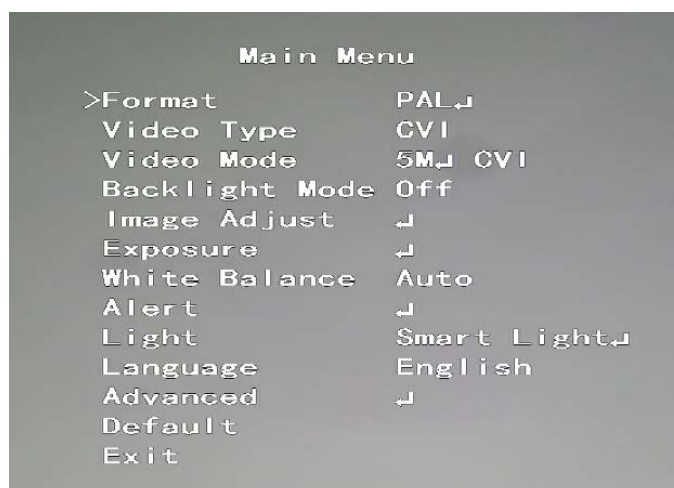 Main Menu
>Format PAL↵
Video Type CVI
Video Mode 5M↵ CVI
Backlight Mode Off
Image Adjust ↵
Exposure ↵
White Balance Auto
Alert ↵
Light Smart Light↵
Language English
Advanced ↵
Default
Exit